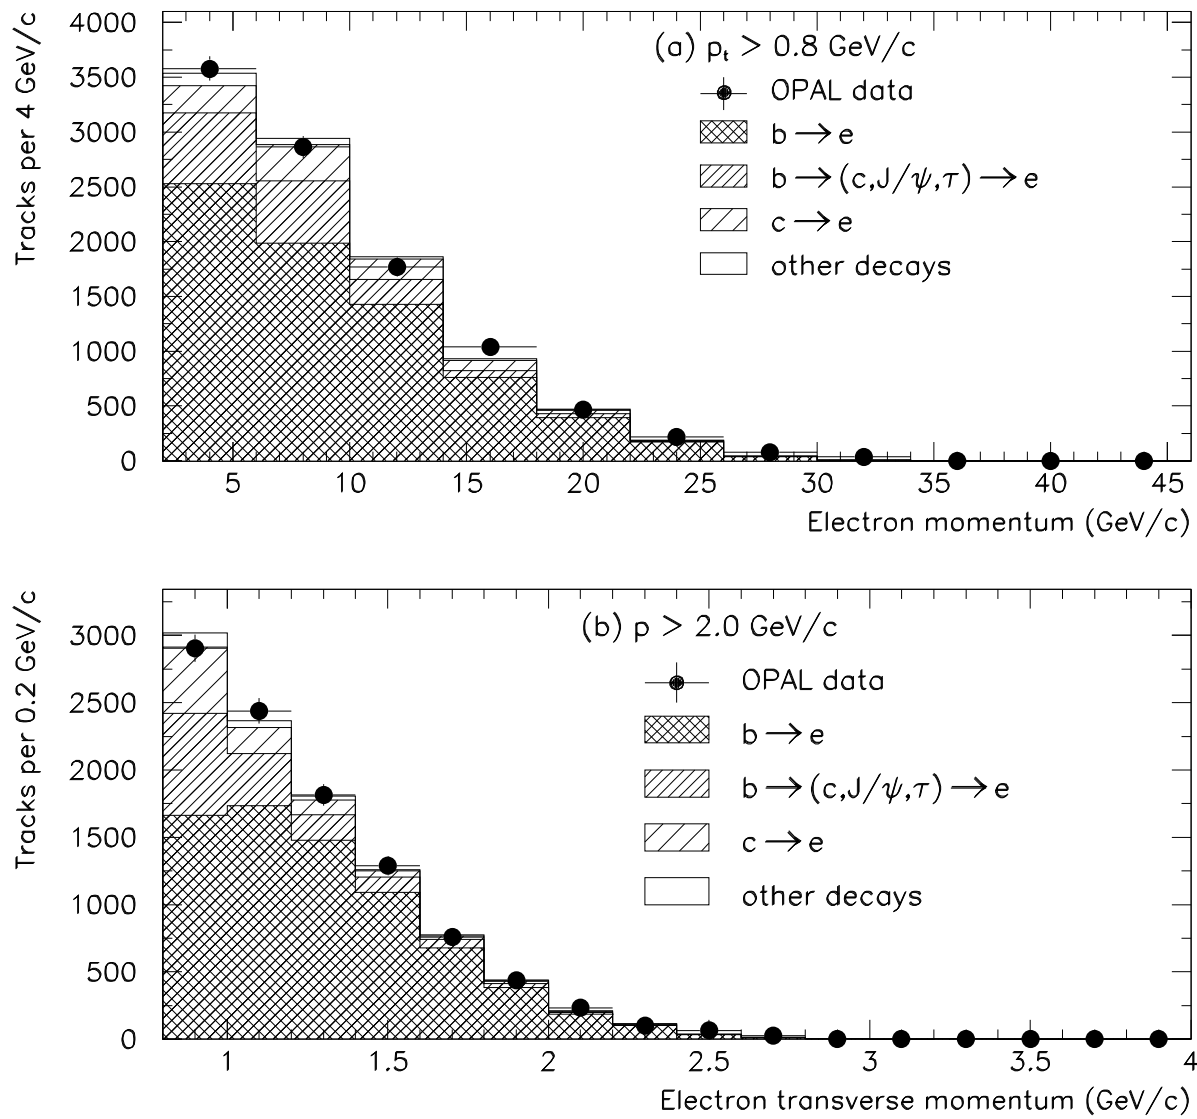 (a) pt > 0.8 GeV/c
OPAL data
b → e
b → (c,J/ψ,τ) → e
c → e
other decays
Tracks per 4 GeV/c
4000
3500
3000
2500
2000
1500
1000
500
0
5 10 15 20 25 30 35 40 45
Electron momentum (GeV/c)
(b) p > 2.0 GeV/c
OPAL data
b → e
b → (c,J/ψ,τ) → e
c → e
other decays
Tracks per 0.2 GeV/c
3000
2500
2000
1500
1000
500
0
1 1.5 2 2.5 3 3.5 4
Electron transverse momentum (GeV/c)